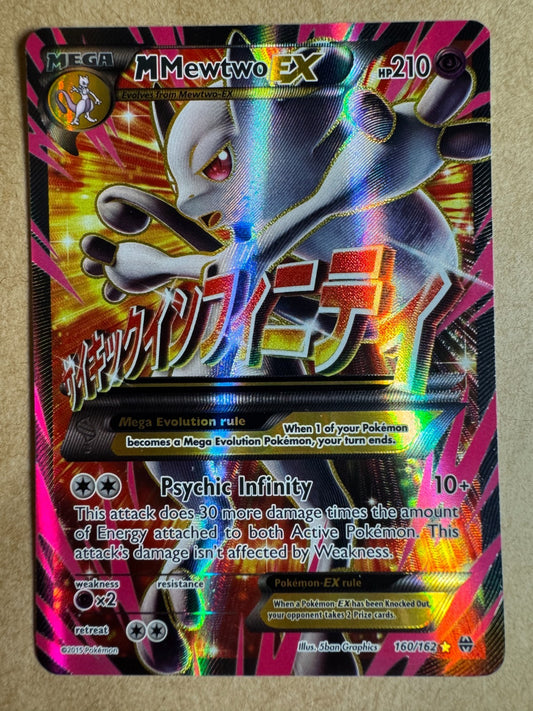 MEGA
M Mewtwo EX HP210
Evolves from Mewtwo-EX
サイキックインフィニティ
Mega Evolution rule
When 1 of your Pokémon
becomes a Mega Evolution Pokémon, your turn ends.
Psychic Infinity 10+
This attack does 30 more damage times the amount
of Energy attached to both Active Pokémon. This
attack's damage isn't affected by Weakness.
weakness resistance
×2
Pokémon-EX rule
When a Pokémon-EX has been Knocked Out,
your opponent takes 2 Prize cards.
retreat
©2015 Pokémon Illus. 5ban Graphics 160/162